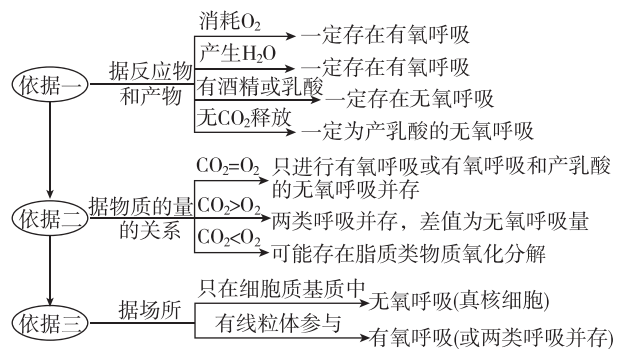 消耗O₂
一定存在有氧呼吸
产生H₂O
一定存在有氧呼吸
依据一
据反应物
和产物
有酒精或乳酸
一定存在无氧呼吸
无CO₂释放
一定为产乳酸的无氧呼吸
CO₂=O₂
只进行有氧呼吸或有氧呼吸和产乳酸
的无氧呼吸并存
依据二
据物质的量
的关系
CO₂>O₂
两类呼吸并存，差值为无氧呼吸量
CO₂<O₂
可能存在脂质类物质氧化分解
依据三
据场所
只在细胞质基质中
无氧呼吸(真核细胞)
有线粒体参与
有氧呼吸(或两类呼吸并存)